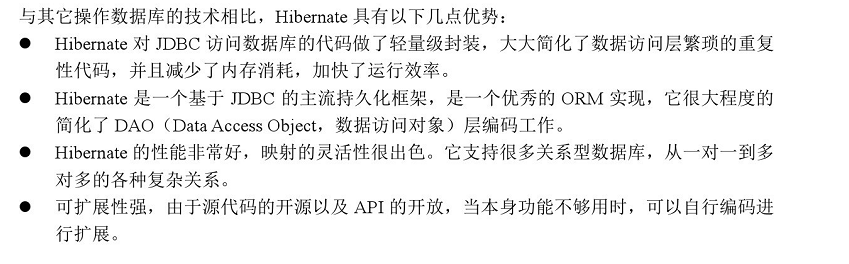 与其它操作数据库的技术相比，Hibernate 具有以下几点优势：
● Hibernate 对 JDBC 访问数据库的代码做了轻量级封装，大大简化了数据访问层繁琐的重复
性代码，并且减少了内存消耗，加快了运行效率。
● Hibernate 是一个基于 JDBC 的主流持久化框架，是一个优秀的 ORM 实现，它很大程度的
简化了 DAO（Data Access Object，数据访问对象）层编码工作。
● Hibernate 的性能非常好，映射的灵活性很出色。它支持很多关系型数据库，从一对一到多
对多的各种复杂关系。
● 可扩展性强，由于源代码的开源以及 API 的开放，当本身功能不够用时，可以自行编码进
行扩展。